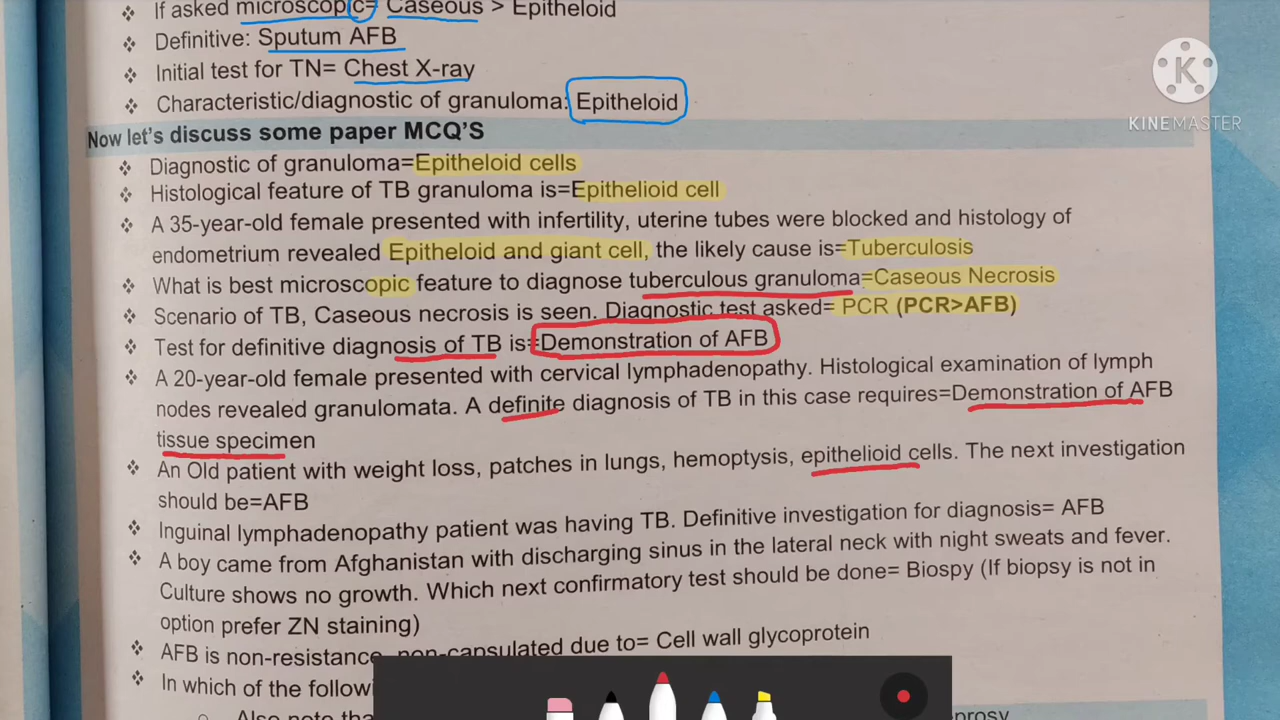 If asked microscopic= Caseous > Epitheloid
Definitive: Sputum AFB
Initial test for TN= Chest X-ray
Characteristic/diagnostic of granuloma: Epitheloid
KINEMASTER
Now let's discuss some paper MCQ'S
Diagnostic of granuloma=Epitheloid cells
Histological feature of TB granuloma is=Epithelioid cell
A 35-year-old female presented with infertility, uterine tubes were blocked and histology of
endometrium revealed Epitheloid and giant cell, the likely cause is=Tuberculosis
What is best microscopic feature to diagnose tuberculous granuloma=Caseous Necrosis
Scenario of TB, Caseous necrosis is seen. Diagnostic test asked= PCR (PCR>AFB)
Test for definitive diagnosis of TB is=Demonstration of AFB
A 20-year-old female presented with cervical lymphadenopathy. Histological examination of lymph
nodes revealed granulomata. A definite diagnosis of TB in this case requires=Demonstration of AFB
tissue specimen
An Old patient with weight loss, patches in lungs, hemoptysis, epithelioid cells. The next investigation
should be=AFB
Inguinal lymphadenopathy patient was having TB. Definitive investigation for diagnosis= AFB
A boy came from Afghanistan with discharging sinus in the lateral neck with night sweats and fever.
Culture shows no growth. Which next confirmatory test should be done= Biospy (If biopsy is not in
option prefer ZN staining)
AFB is non-resistance, non-capsulated due to= Cell wall glycoprotein
In which of the
Also note